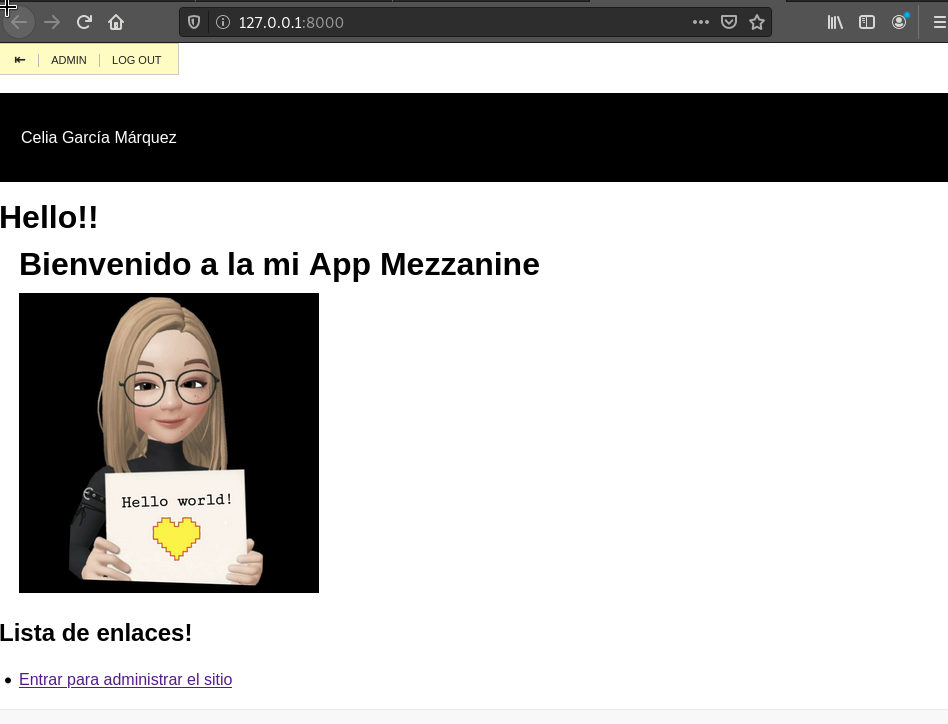 127.0.0.1:8000
ADMIN
LOG OUT
Celia García Márquez
Hello!!
Bienvenido a la mi App Mezzanine
Hello world!
Lista de enlaces!
Entrar para administrar el sitio